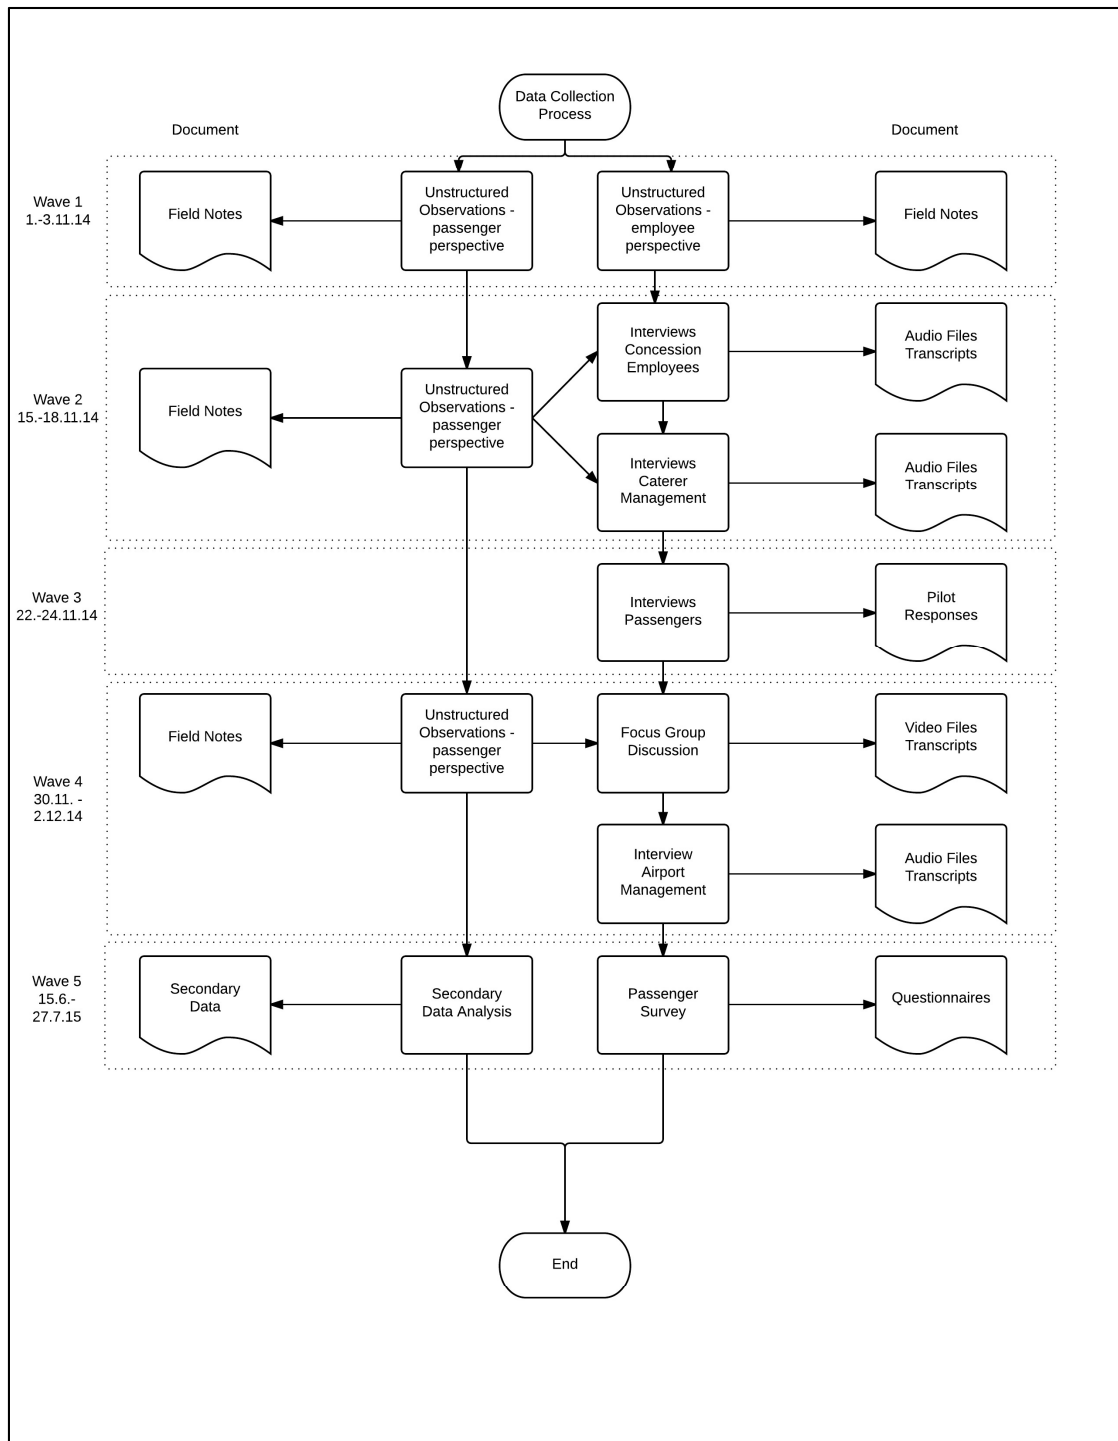 Data Collection
Process
Document
Document
Wave 1
1.-3.11.14
Field Notes
Unstructured
Observations -
passenger
perspective
Unstructured
Observations -
employee
perspective
Field Notes
Wave 2
15.-18.11.14
Field Notes
Unstructured
Observations -
passenger
perspective
Interviews
Concession
Employees
Audio Files
Transcripts
Interviews
Caterer
Management
Audio Files
Transcripts
Wave 3
22.-24.11.14
Interviews
Passengers
Pilot
Responses
Wave 4
30.11. -
2.12.14
Field Notes
Unstructured
Observations -
passenger
perspective
Focus Group
Discussion
Video Files
Transcripts
Interview
Airport
Management
Audio Files
Transcripts
Wave 5
15.6.-
27.7.15
Secondary
Data
Secondary
Data Analysis
Passenger
Survey
Questionnaires
End